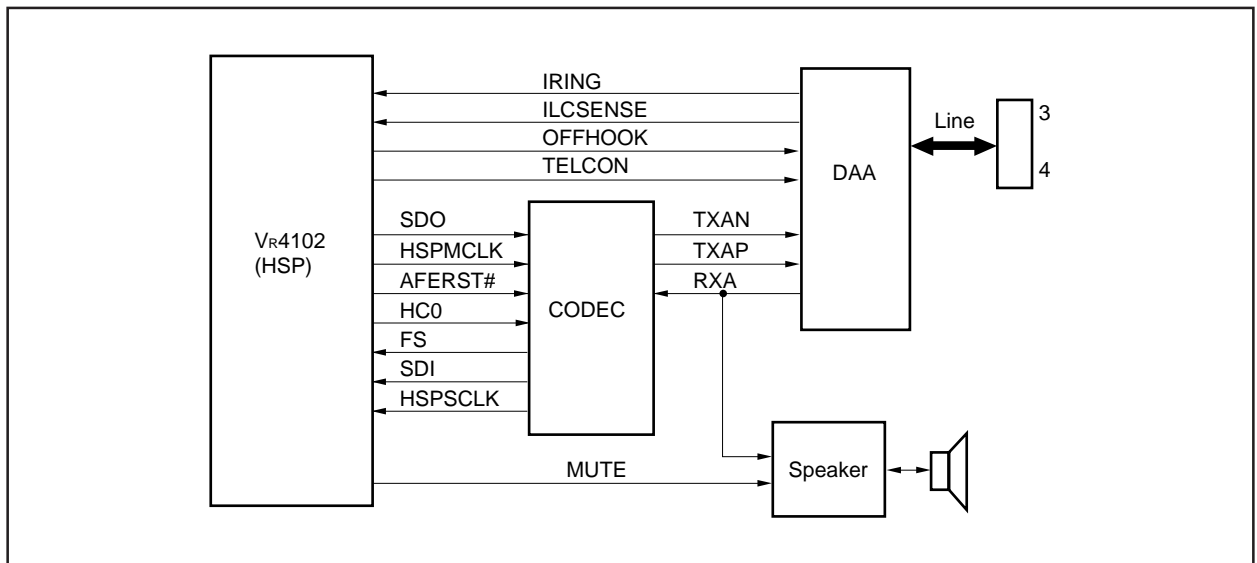 IRING
ILCSENSE
OFFHOOK
TELCON
Line
3
4
DAA
VR4102
(HSP)
SDO
HSPMCLK
AFERST#
HC0
FS
SDI
HSPSCLK
CODEC
TXAN
TXAP
RXA
MUTE
Speaker